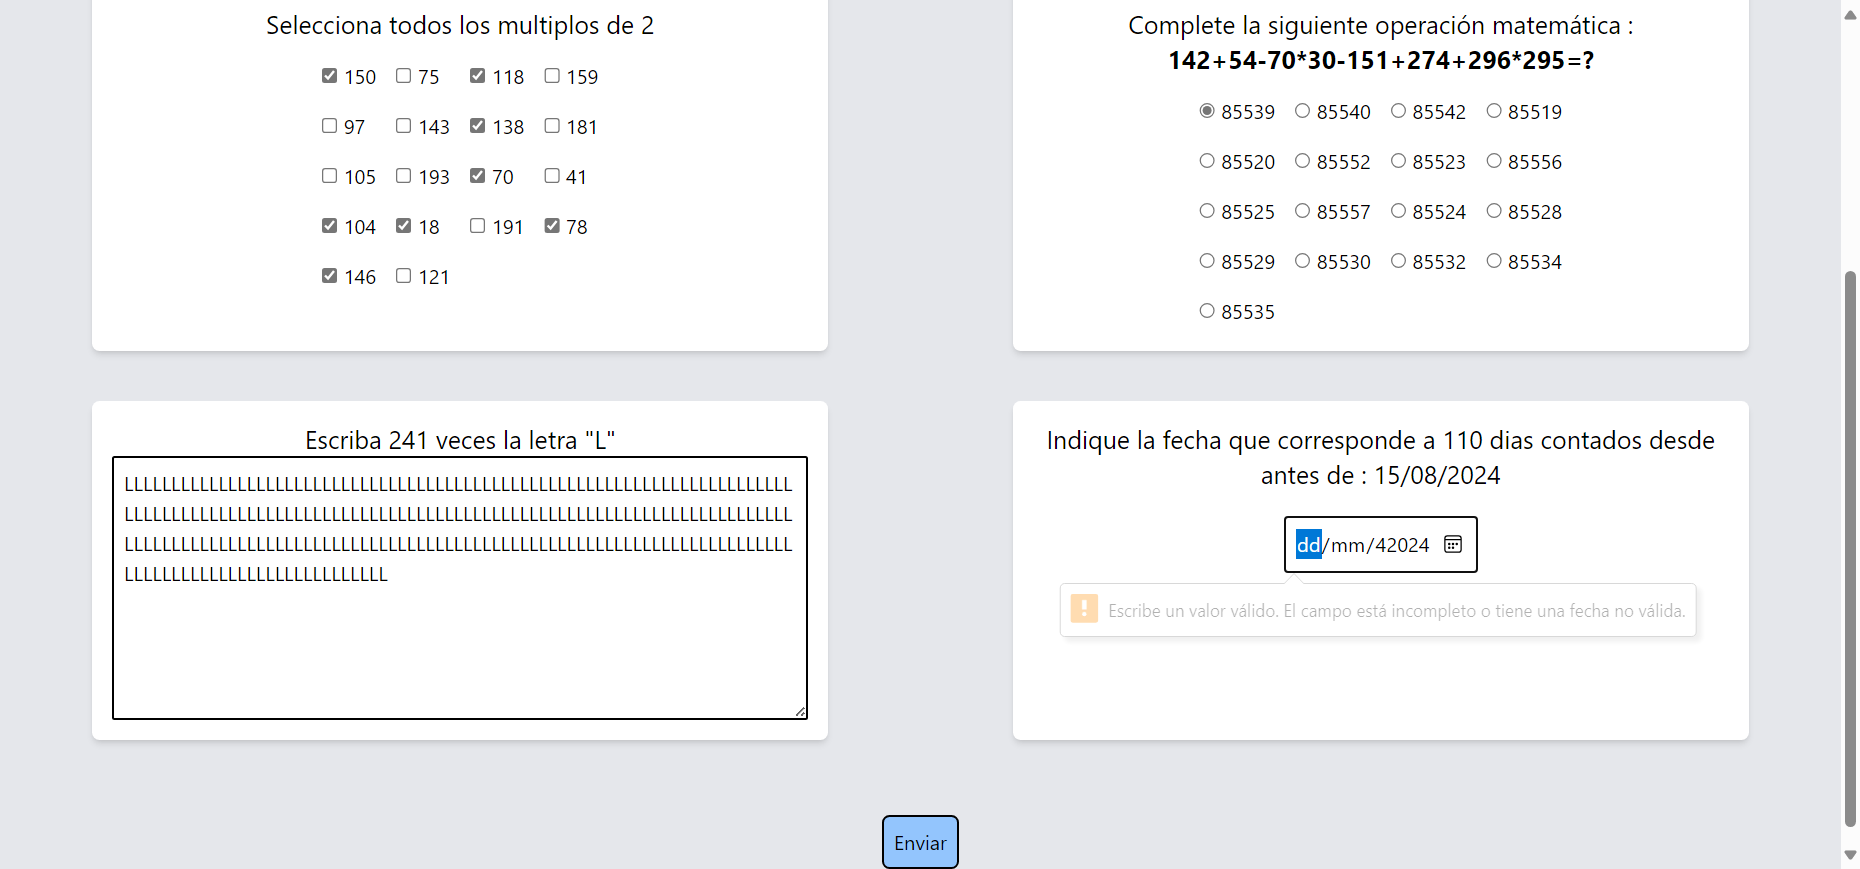 Selecciona todos los multiplos de 2
150 75 118 159
97 143 138 181
105 193 70 41
104 18 191 78
146 121
Complete la siguiente operación matemática :
142+54-70*30-151+274+296*295=?
85539 85540 85542 85519
85520 85552 85523 85556
85525 85557 85524 85528
85529 85530 85532 85534
85535
Escriba 241 veces la letra "L"
LLLLLLLLLLLLLLLLLLLLLLLLLLLLLLLLLLLLLLLLLLLLLLLLLLLLLLLLLLLLLLLLLLLLLLL
LLLLLLLLLLLLLLLLLLLLLLLLLLLLLLLLLLLLLLLLLLLLLLLLLLLLLLLLLLLLLLLLLLLLLLL
LLLLLLLLLLLLLLLLLLLLLLLLLLLLLLLLLLLLLLLLLLLLLLLLLLLLLLLLLLLLLLLLLLLLLLL
LLLLLLLLLLLLLLLLLLLLLLLLLLLL
Indique la fecha que corresponde a 110 dias contados desde
antes de : 15/08/2024
dd/mm/42024
Escribe un valor válido. El campo está incompleto o tiene una fecha no válida.
Enviar